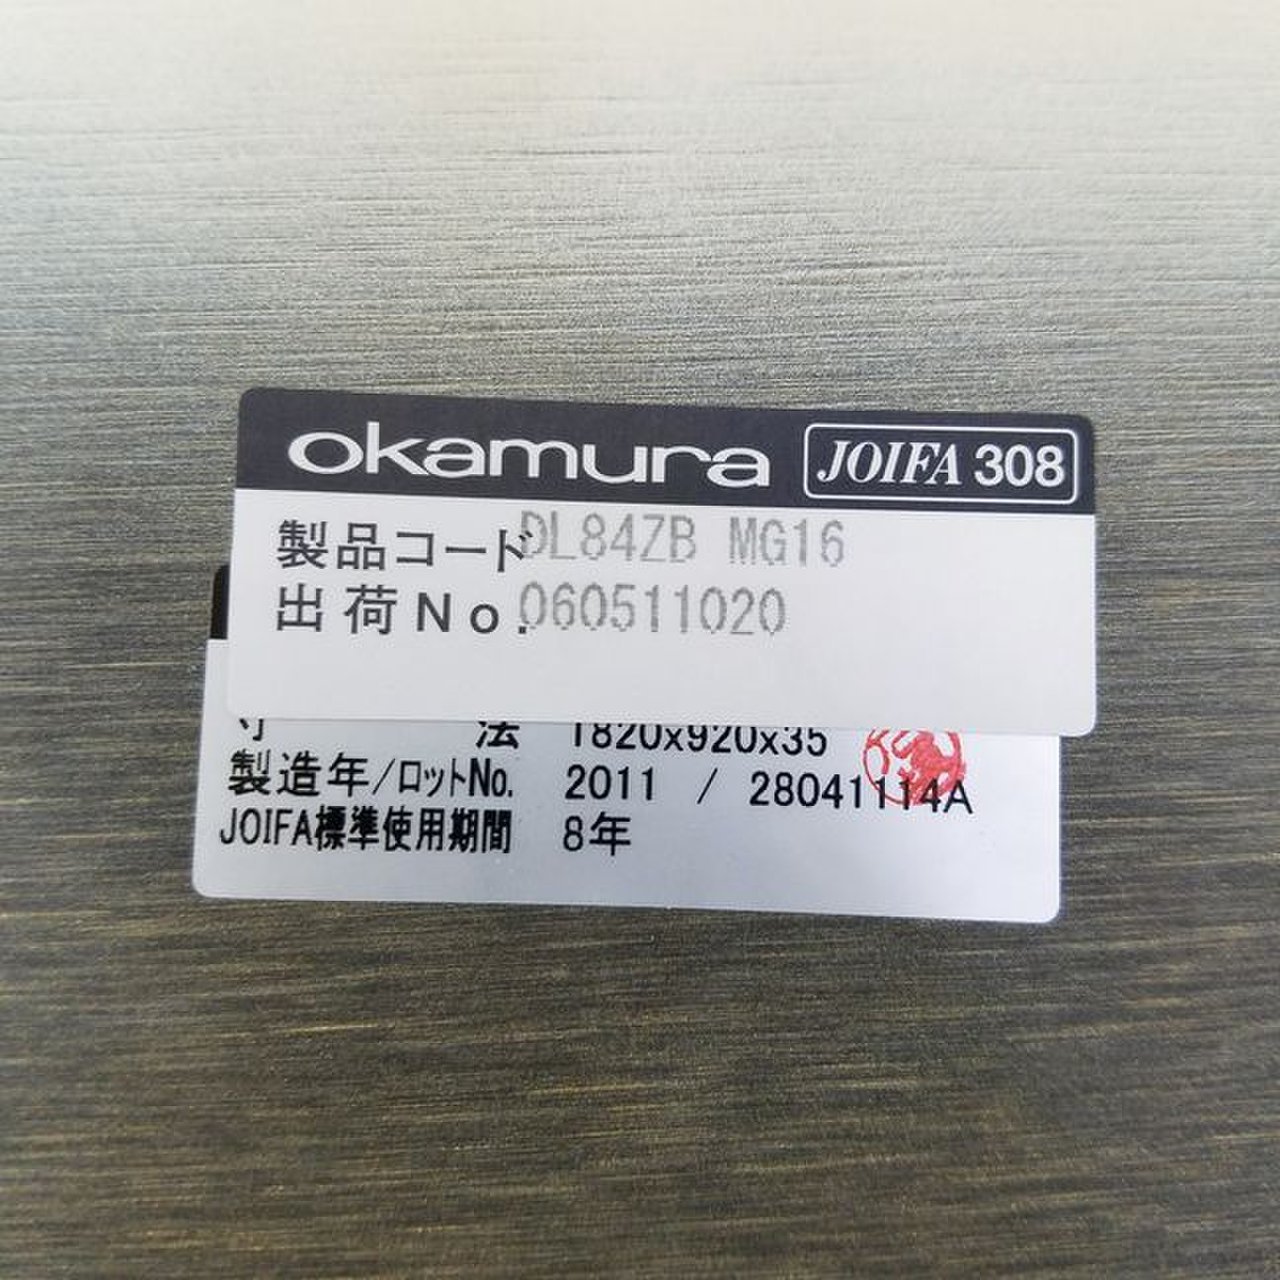 okamura JOIFA 308
製品コード DL84ZB MG16
出荷No. 060511020
寸 法 1820x920x35
製造年/ロットNo. 2011 / 28041114A
JOIFA標準使用期間 8年